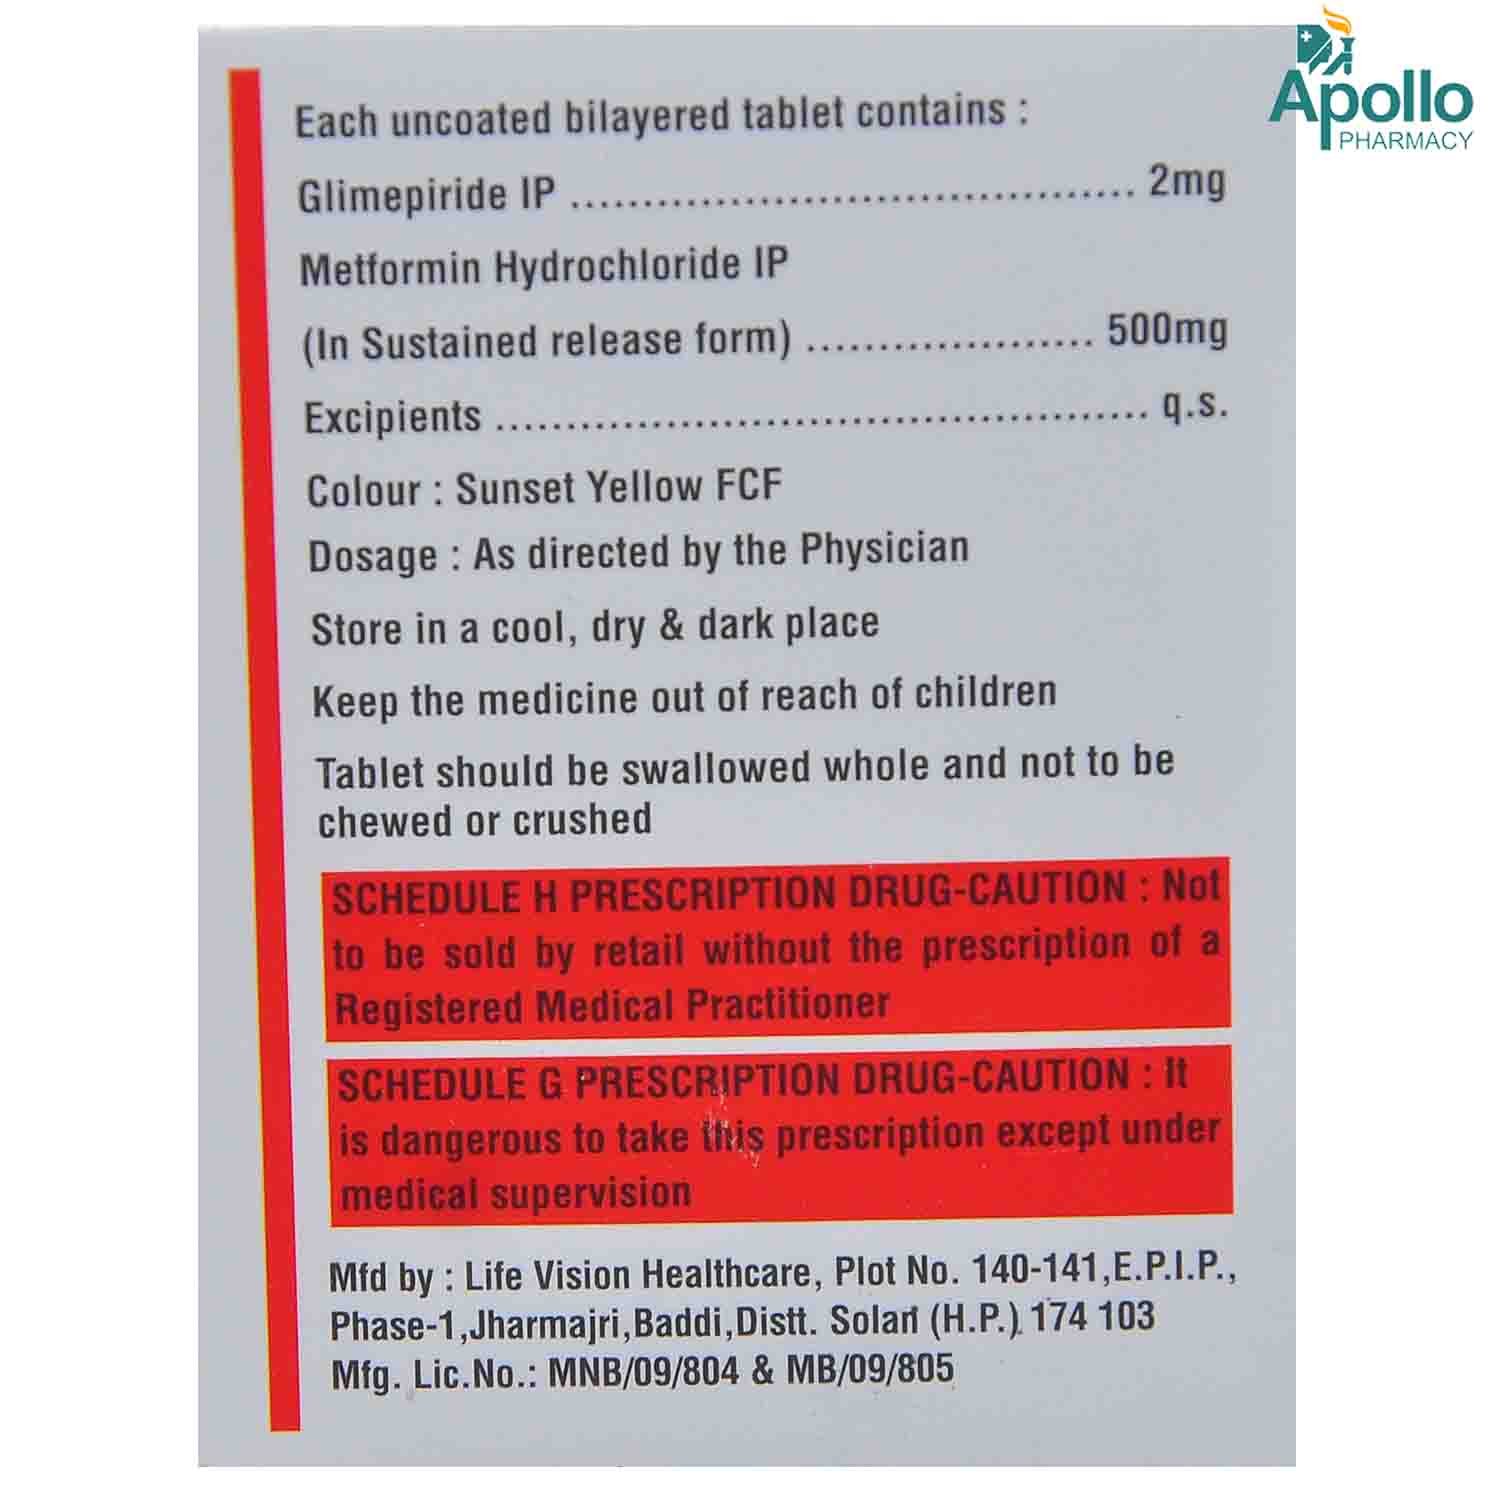 Apollo
PHARMACY
Each uncoated bilayered tablet contains :
Glimepiride IP ....................................... 2mg
Metformin Hydrochloride IP
(In Sustained release form) .................... 500mg
Excipients .............................................. q.s.
Colour : Sunset Yellow FCF
Dosage : As directed by the Physician
Store in a cool, dry & dark place
Keep the medicine out of reach of children
Tablet should be swallowed whole and not to be
chewed or crushed
SCHEDULE H PRESCRIPTION DRUG-CAUTION : Not
to be sold by retail without the prescription of a
Registered Medical Practitioner
SCHEDULE G PRESCRIPTION DRUG-CAUTION : It
is dangerous to take this prescription except under
medical supervision
Mfd by : Life Vision Healthcare, Plot No. 140-141,E.P.I.P.,
Phase-1,Jharmajri,Baddi,Distt. Solan (H.P.) 174 103
Mfg. Lic.No.: MNB/09/804 & MB/09/805